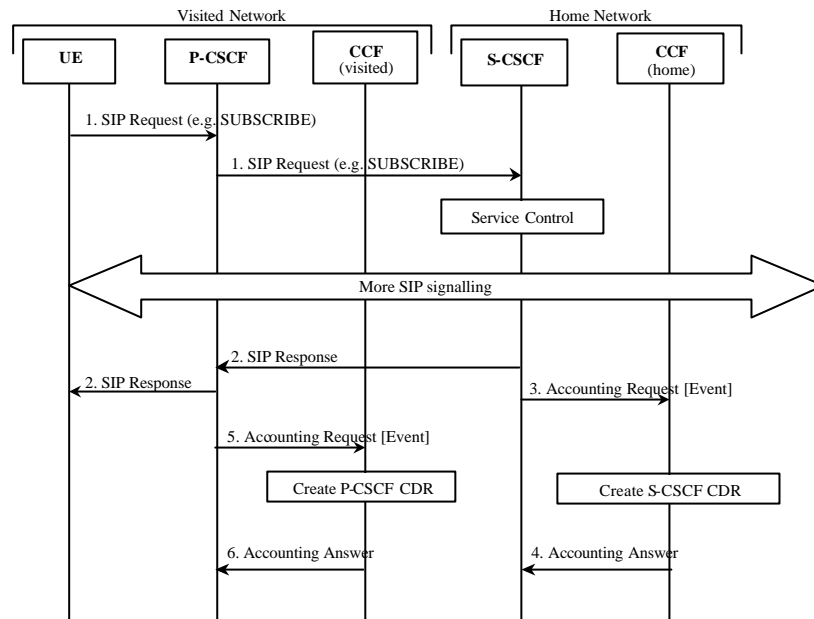 Visited Network
Home Network
UE
P-CSCF
CCF
(visited)
S-CSCF
CCF
(home)
1. SIP Request (e.g. SUBSCRIBE)
1. SIP Request (e.g. SUBSCRIBE)
Service Control
More SIP signalling
2. SIP Response
2. SIP Response
3. Accounting Request [Event]
5. Accounting Request [Event]
Create P-CSCF CDR
Create S-CSCF CDR
6. Accounting Answer
4. Accounting Answer